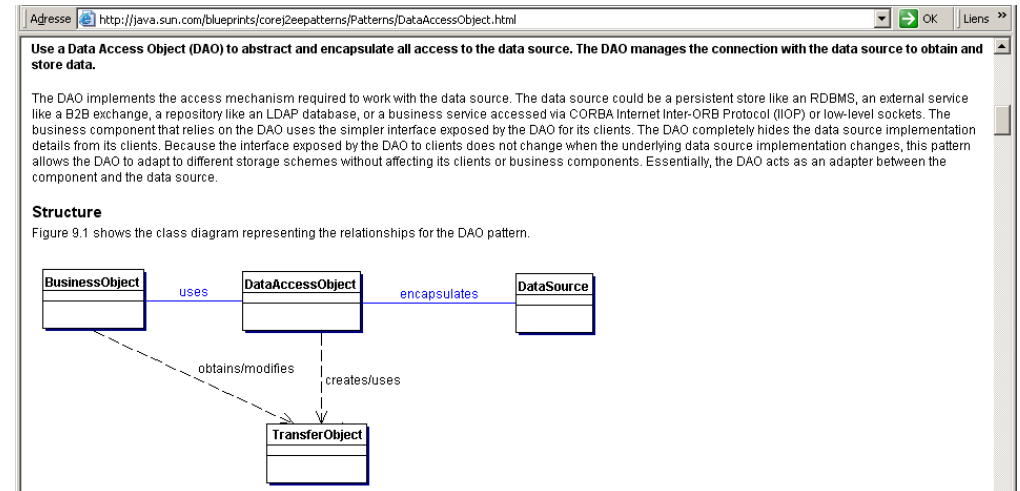 Adresse http://java.sun.com/blueprints/corej2eepatterns/Patterns/DataAccessObject.html OK Liens »
Use a Data Access Object (DAO) to abstract and encapsulate all access to the data source. The DAO manages the connection with the data source to obtain and
store data.
The DAO implements the access mechanism required to work with the data source. The data source could be a persistent store like an RDBMS, an external service
like a B2B exchange, a repository like an LDAP database, or a business service accessed via CORBA Internet Inter-ORB Protocol (IIOP) or low-level sockets. The
business component that relies on the DAO uses the simpler interface exposed by the DAO for its clients. The DAO completely hides the data source implementation
details from its clients. Because the interface exposed by the DAO to clients does not change when the underlying data source implementation changes, this pattern
allows the DAO to adapt to different storage schemes without affecting its clients or business components. Essentially, the DAO acts as an adapter between the
component and the data source.
Structure
Figure 9.1 shows the class diagram representing the relationships for the DAO pattern.
BusinessObject
uses
DataAccessObject
encapsulates
DataSource
obtains/modifies
creates/uses
TransferObject